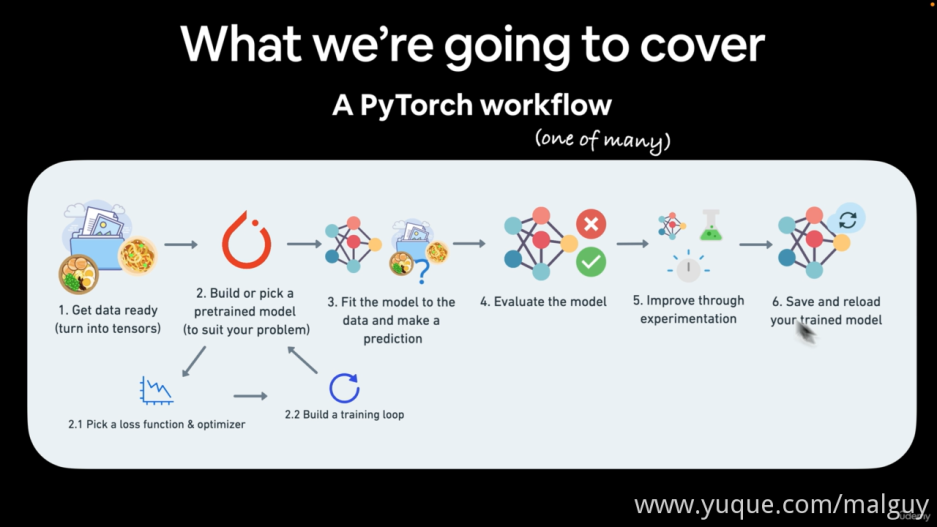 What we're going to cover
A PyTorch workflow
(one of many)
1. Get data ready
(turn into tensors)
2. Build or pick a
pretrained model
(to suit your problem)
3. Fit the model to the
data and make a
prediction
4. Evaluate the model
5. Improve through
experimentation
6. Save and reload
your trained model
2.1 Pick a loss function & optimizer
2.2 Build a training loop
www.yuque.com/malguy
Udemy